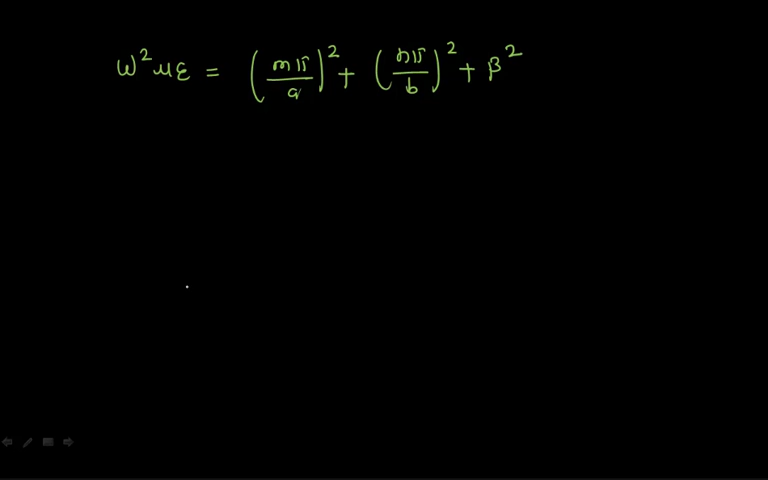 ω²με = (mπ/a)² + (nπ/b)² + β²